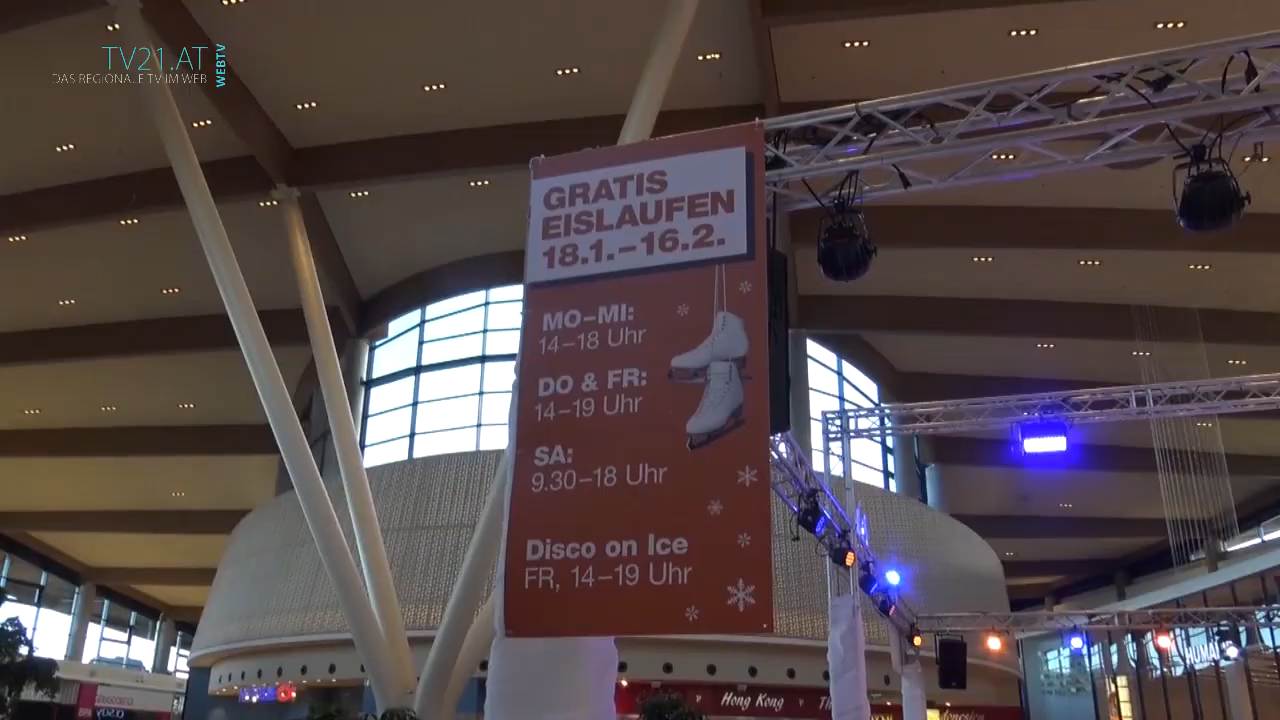 TV21.AT
WEBTV
DAS REGIONALE TV IM WEB
GRATIS
EISLAUFEN
18.1.–16.2.
MO–MI:
14–18 Uhr
DO & FR:
14–19 Uhr
SA:
9.30–18 Uhr
Disco on Ice
FR, 14–19 Uhr
Hong Kong